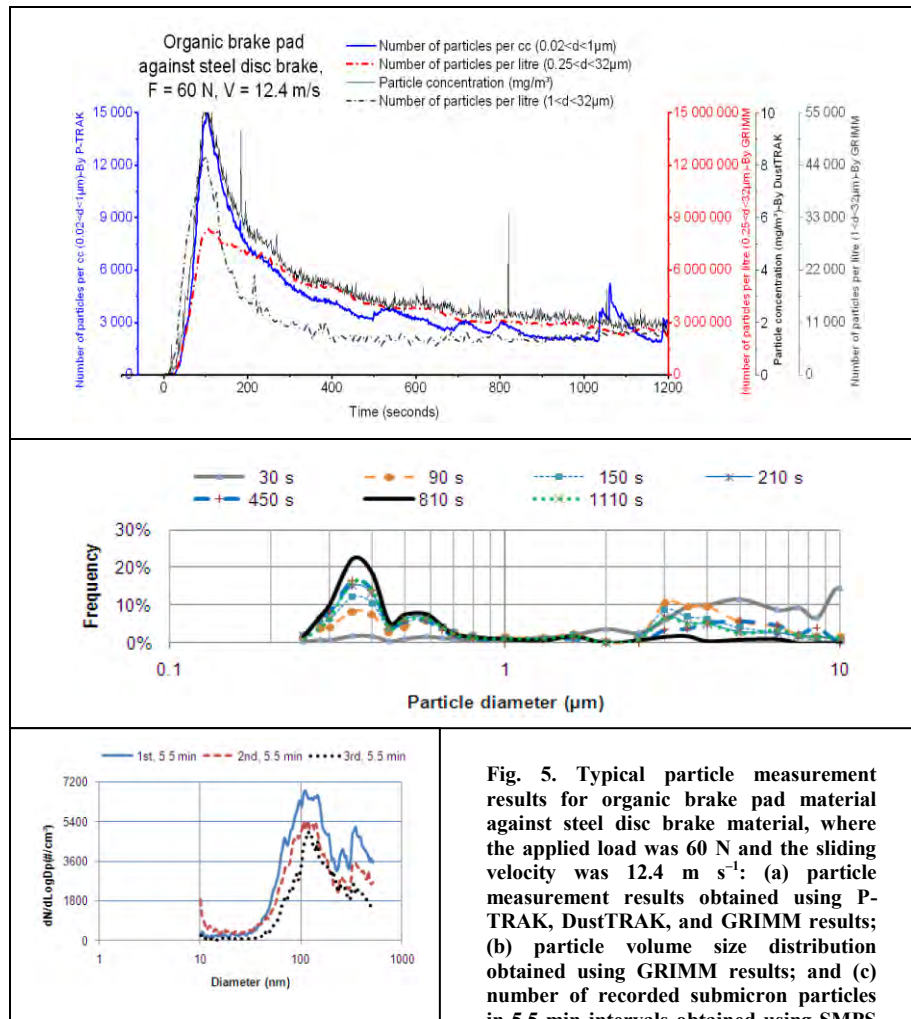 Organic brake pad
against steel disc brake,
F = 60 N, V = 12.4 m/s
Number of particles per cc (0.02<d<1μm)
Number of particles per litre (0.25<d<32μm)
Particle concentration (mg/m³)
Number of particles per litre (1<d<32μm)
Number of particles per cc (0.02<d<1μm)-By P-TRAK
15 000
12 000
9 000
6 000
3 000
0
15 000 000
12 000 000
9 000 000
6 000 000
3 000 000
0
Number of particles per litre (0.25<d<32μm)-By GRIMM
10
8
6
4
2
0
Particle concentration (mg/m³)-By DustTRAK
55 000
44 000
33 000
22 000
11 000
0
Number of particles per litre (1<d<32μm)-By GRIMM
0 200 400 600 800 1000 1200
Time (seconds)
30 s 90 s 150 s 210 s
450 s 810 s 1110 s
30%
20%
10%
0%
Frequency
0.1 1 10
Particle diameter (μm)
1st, 5 5 min 2nd, 5.5 min 3rd, 5.5 min
7200
5400
3600
1800
0
dN/dLogDp(#/cm³)
1 10 100 1000
Diameter (nm)
Fig. 5. Typical particle measurement
results for organic brake pad material
against steel disc brake material, where
the applied load was 60 N and the sliding
velocity was 12.4 m s⁻¹: (a) particle
measurement results obtained using P-
TRAK, DustTRAK, and GRIMM results;
(b) particle volume size distribution
obtained using GRIMM results; and (c)
number of recorded submicron particles
in 5.5 min intervals obtained using SMPS